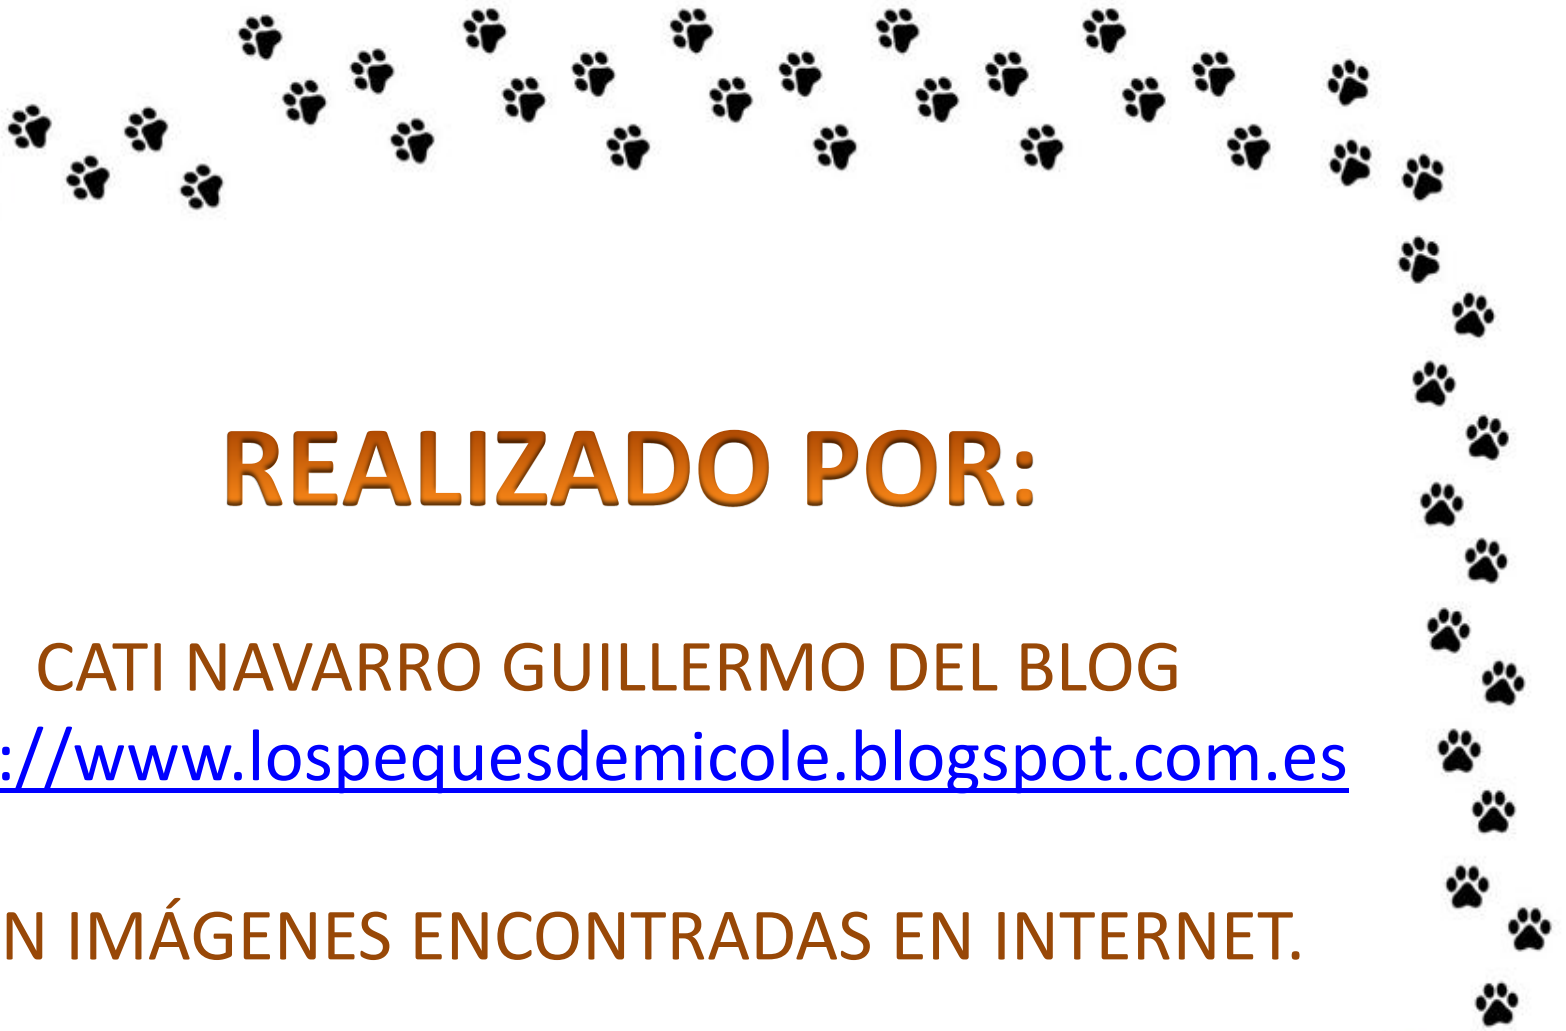 REALIZADO POR:
CATI NAVARRO GUILLERMO DEL BLOG
://www.lospequesdemicole.blogspot.com.es
N IMÁGENES ENCONTRADAS EN INTERNET.